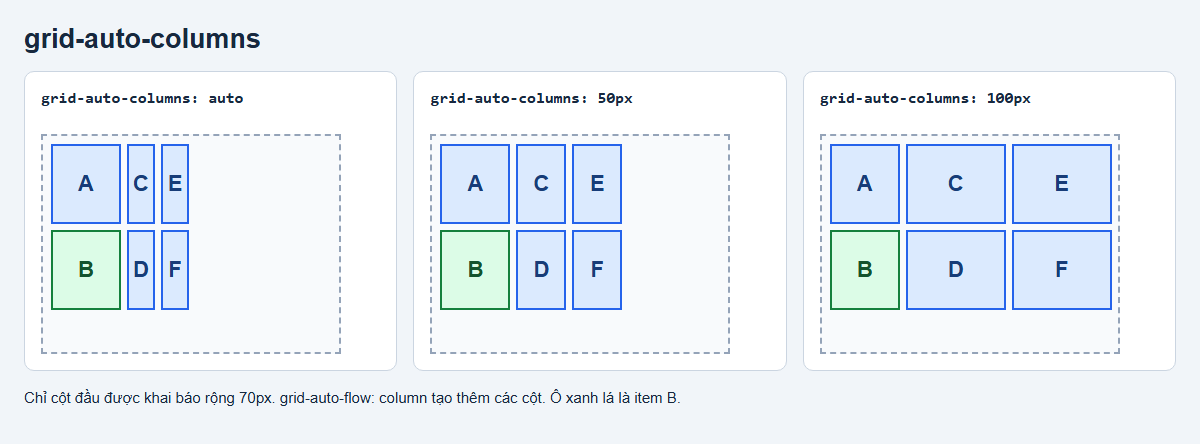 grid-auto-columns
grid-auto-columns: auto
A C E
B D F
grid-auto-columns: 50px
A C E
B D F
grid-auto-columns: 100px
A C E
B D F
Chỉ cột đầu được khai báo rộng 70px. grid-auto-flow: column tạo thêm các cột. Ô xanh lá là item B.